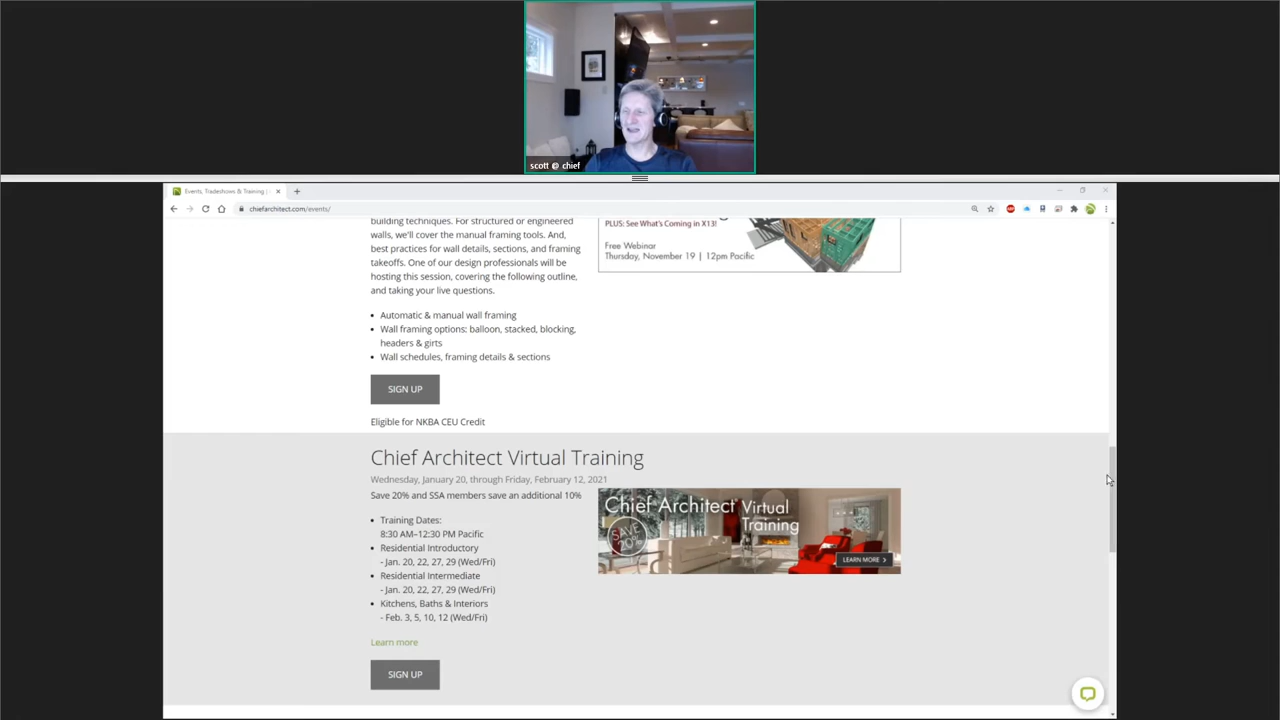 scott @ chief
Events, Tradeshows & Training |
chiefarchitect.com/events/
building techniques. For structured or engineered
walls, we'll cover the manual framing tools. And,
best practices for wall details, sections, and framing
takeoffs. One of our design professionals will be
hosting this session, covering the following outline,
and taking your live questions.
PLUS: See What's Coming in X13!
Free Webinar
Thursday, November 19 | 12pm Pacific
• Automatic & manual wall framing
• Wall framing options: balloon, stacked, blocking,
headers & girts
• Wall schedules, framing details & sections
SIGN UP
Eligible for NKBA CEU Credit
Chief Architect Virtual Training
Wednesday, January 20, through Friday, February 12, 2021
Save 20% and SSA members save an additional 10%
• Training Dates:
8:30 AM–12:30 PM Pacific
• Residential Introductory
- Jan. 20, 22, 27, 29 (Wed/Fri)
• Residential Intermediate
- Jan. 20, 22, 27, 29 (Wed/Fri)
• Kitchens, Baths & Interiors
- Feb. 3, 5, 10, 12 (Wed/Fri)
Learn more
SIGN UP
Chief Architect Virtual
Training
SAVE
20%
LEARN MORE >